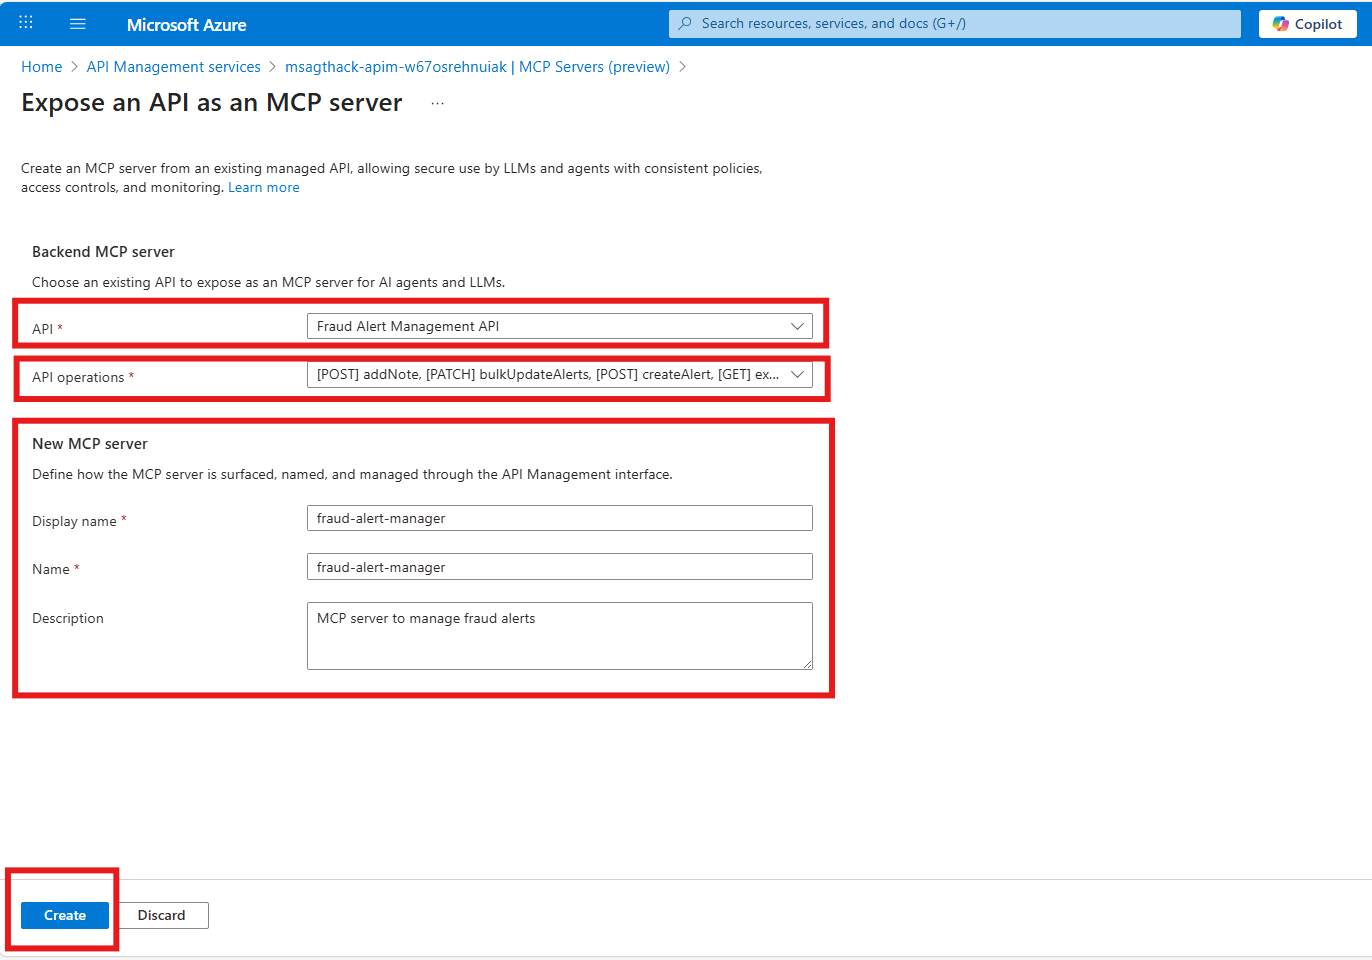 Microsoft Azure
Search resources, services, and docs (G+/)
Copilot
Home > API Management services > msagthack-apim-w67osrehnuiak | MCP Servers (preview) >
Expose an API as an MCP server ...
Create an MCP server from an existing managed API, allowing secure use by LLMs and agents with consistent policies,
access controls, and monitoring. Learn more
Backend MCP server
Choose an existing API to expose as an MCP server for AI agents and LLMs.
API *
Fraud Alert Management API
API operations *
[POST] addNote, [PATCH] bulkUpdateAlerts, [POST] createAlert, [GET] ex...
New MCP server
Define how the MCP server is surfaced, named, and managed through the API Management interface.
Display name *
fraud-alert-manager
Name *
fraud-alert-manager
Description
MCP server to manage fraud alerts
Create
Discard